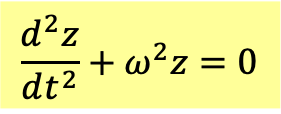 d²z/dt² + ω²z = 0